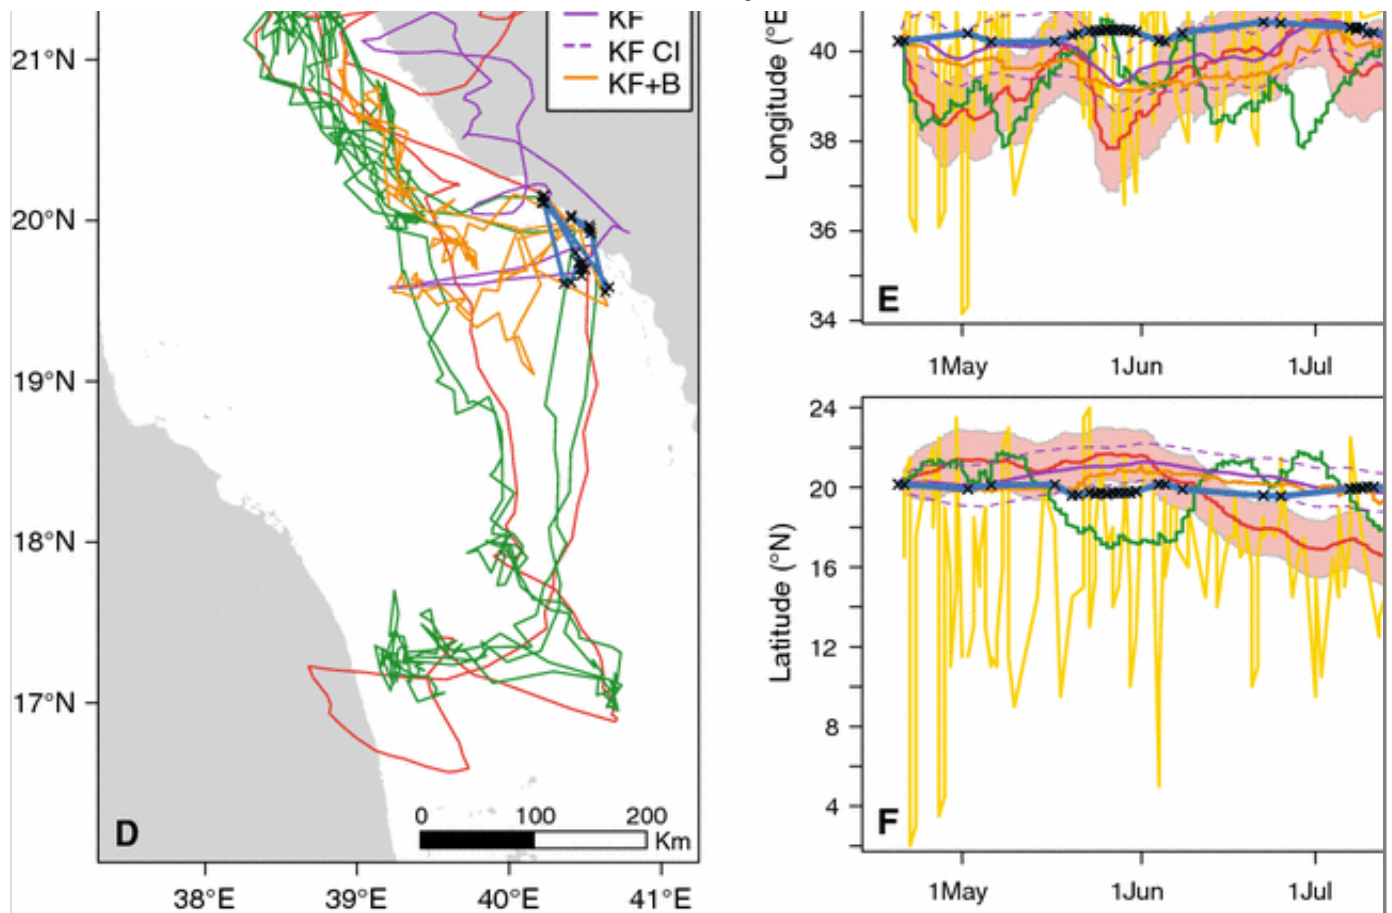 KF
KF CI
KF+B
21°N
20°N
19°N
18°N
17°N
D
0 100 200
Km
38°E 39°E 40°E 41°E
Longitude (°E
40
38
36
34
E
1May 1Jun 1Jul
Latitude (°N)
24
20
16
12
8
4
F
1May 1Jun 1Jul